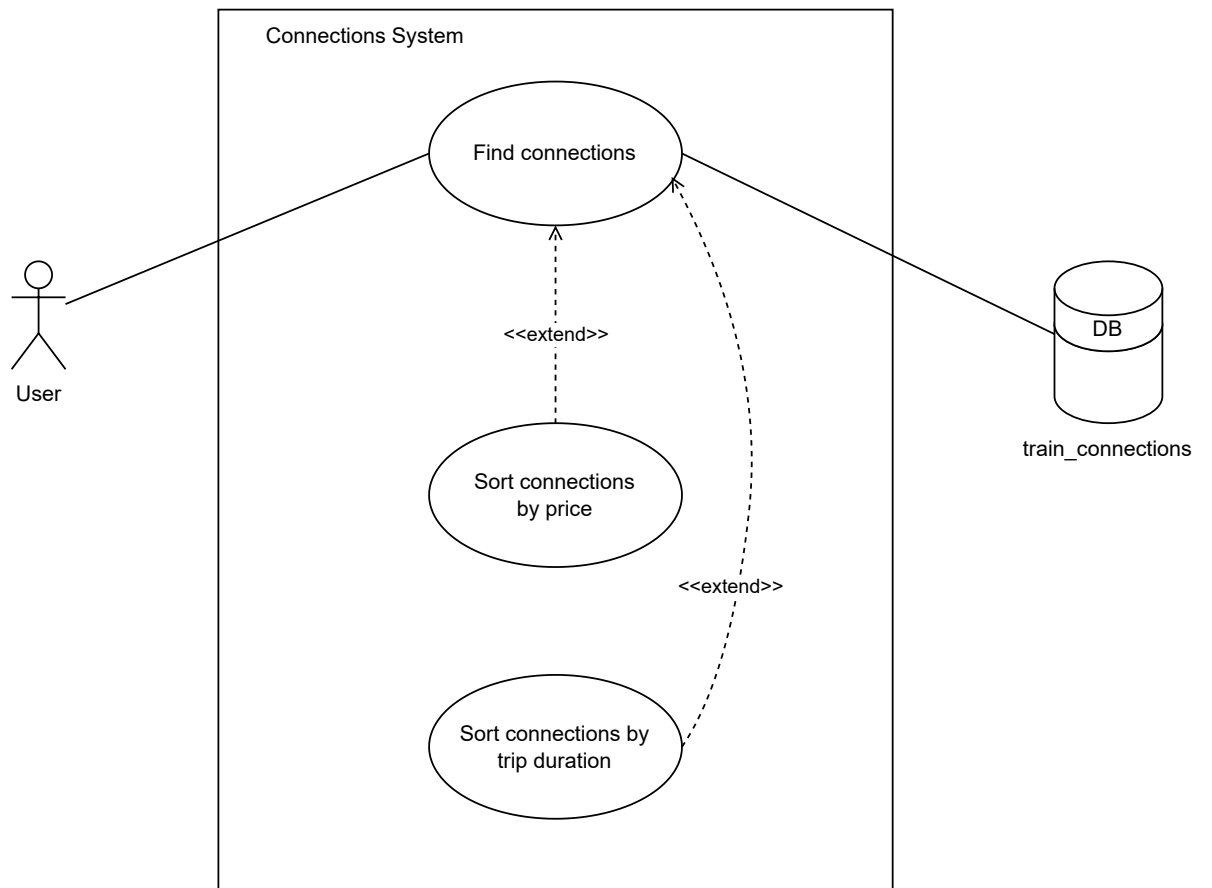 Connections System
Find connections
<<extend>>
DB
User
train_connections
Sort connections
by price
<<extend>>
Sort connections by
trip duration